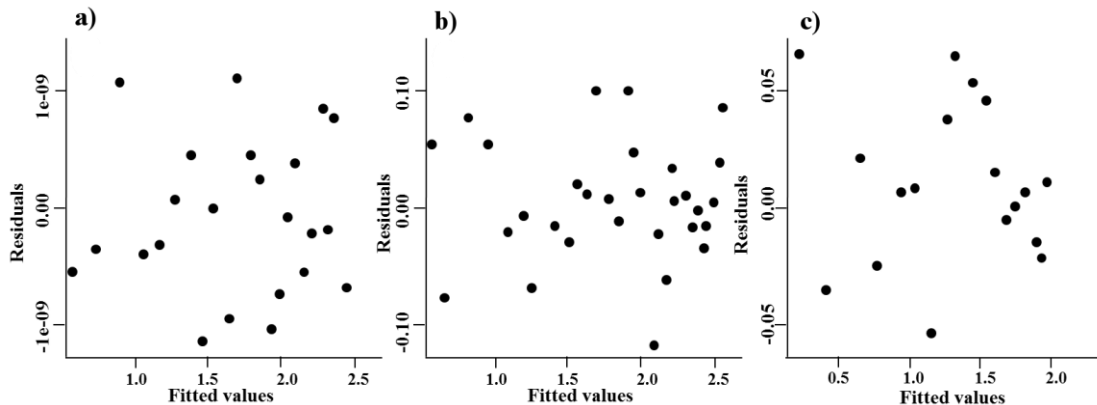 a)
1e-09
0.00
-1e-09
Residuals
1.0 1.5 2.0 2.5
Fitted values
b)
0.10
0.00
-0.10
Residuals
1.0 1.5 2.0 2.5
Fitted values
c)
0.05
0.00
-0.05
Residuals
0.5 1.0 1.5 2.0
Fitted values